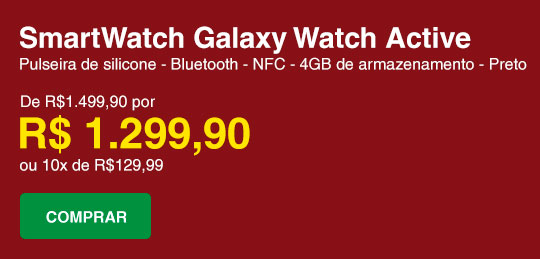 SmartWatch Galaxy Watch Active
Pulseira de silicone - Bluetooth - NFC - 4GB de armazenamento - Preto
De R$1.499,90 por
R$ 1.299,90
ou 10x de R$129,99
COMPRAR